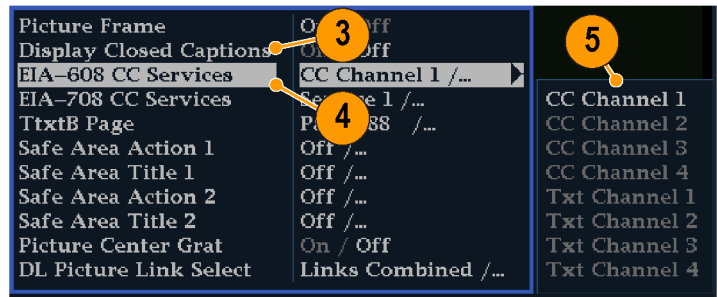 Picture Frame O Off
3
Display Closed Captions On Off
EIA-608 CC Services CC Channel 1 /...
4
EIA-708 CC Services 1 /...
TtxtB Page 88 /...
Safe Area Action 1 Off /...
Safe Area Title 1 Off /...
Safe Area Action 2 Off /...
Safe Area Title 2 Off /...
Picture Center Grat On / Off
DL Picture Link Select Links Combined /...
5
CC Channel 1
CC Channel 2
CC Channel 3
CC Channel 4
Txt Channel 1
Txt Channel 2
Txt Channel 3
Txt Channel 4